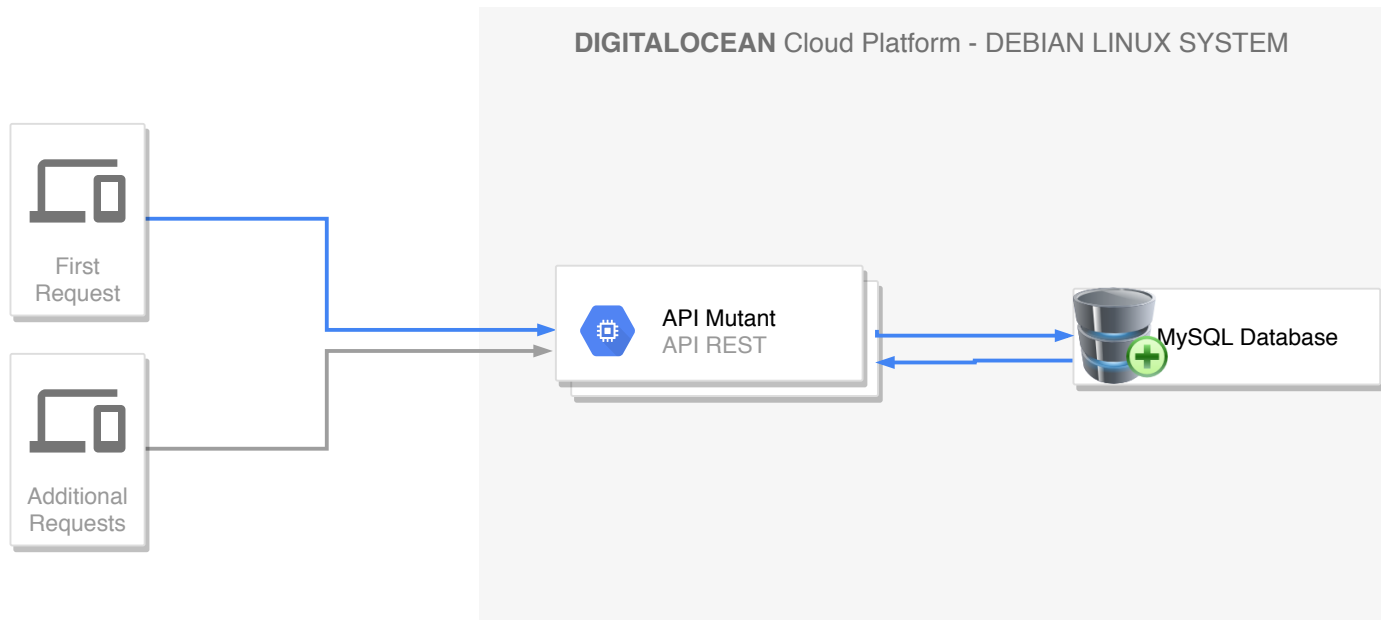 DIGITALOCEAN Cloud Platform - DEBIAN LINUX SYSTEM
First
Request
API Mutant
API REST
MySQL Database
Additional
Requests